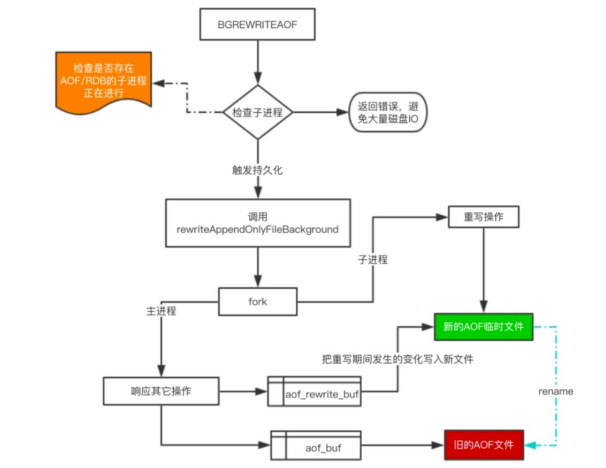 BGREWRITEAOF
检查是否存在
AOF/RDB的子进程
正在进行
检查子进程
返回错误，避
免大量磁盘IO
触发持久化
调用
rewriteAppendOnlyFileBackground
重写操作
子进程
fork
主进程
新的AOF临时文件
把重写期间发生的变化写入新文件
响应其它操作
aof_rewrite_buf
rename
aof_buf
旧的AOF文件